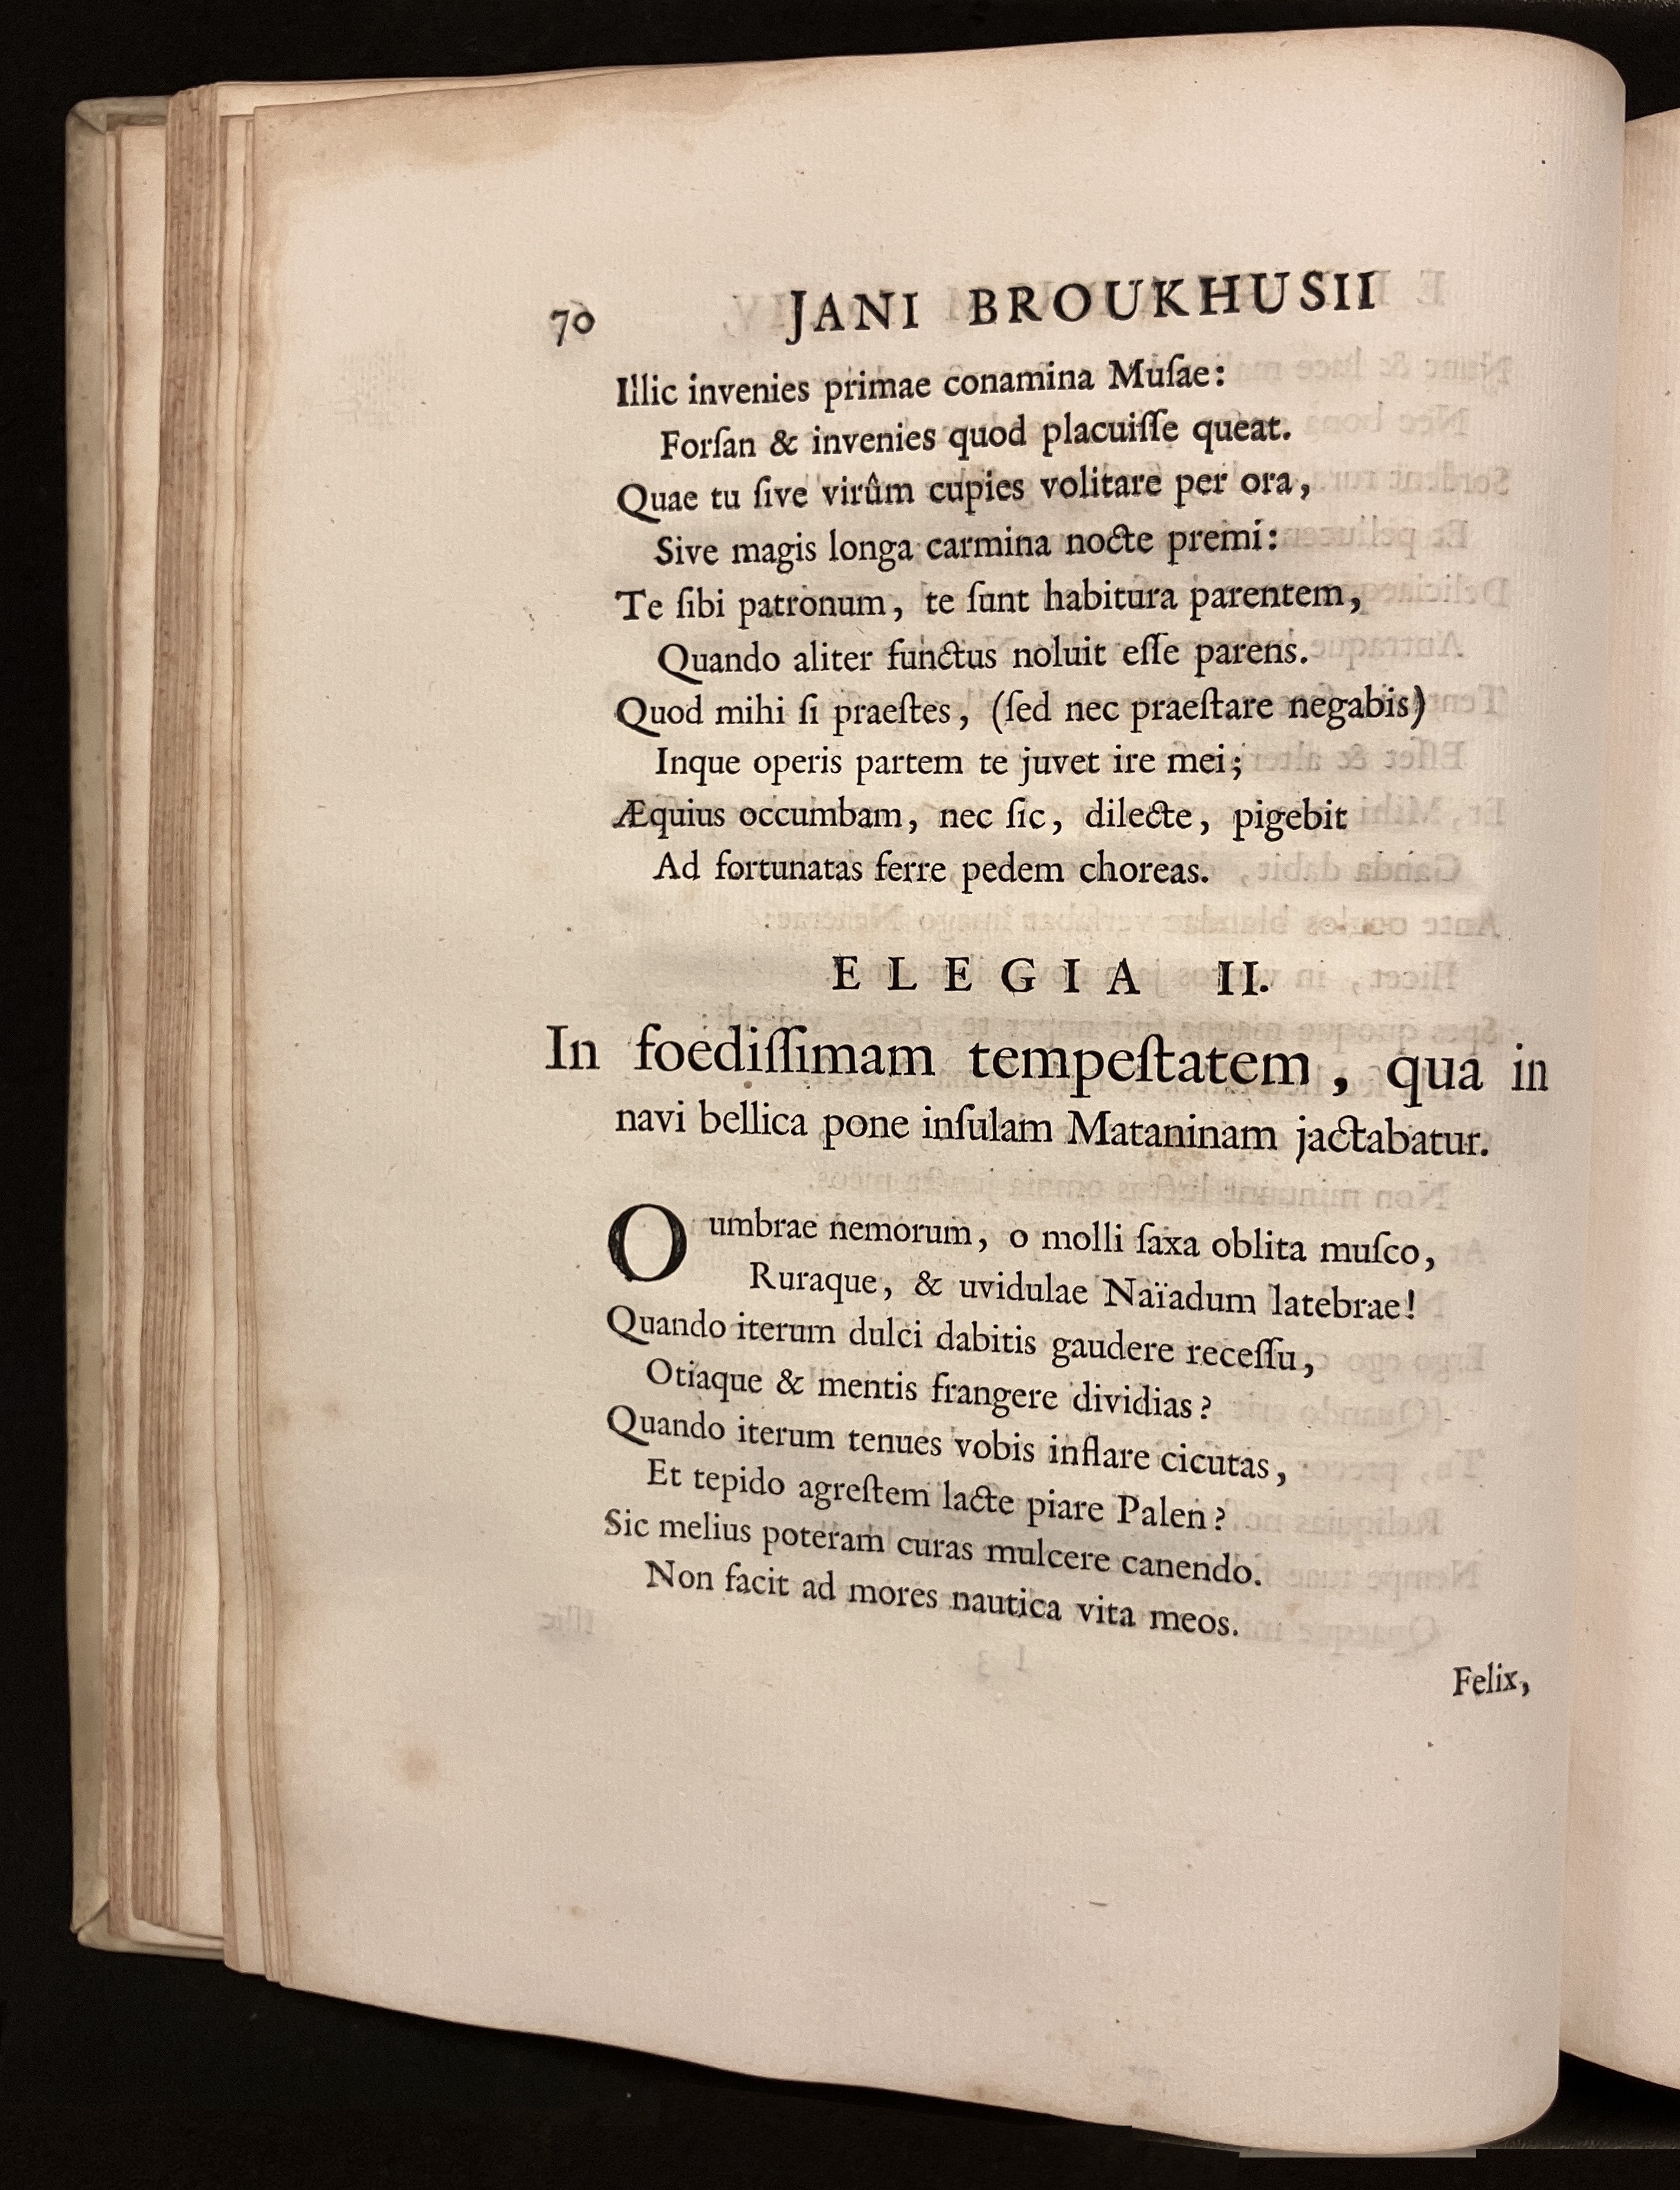 70 JANI BROUKHUSII
Illic invenies primae conamina Muſae:
Forſan & invenies quod placuiſſe queat.
Quae tu ſive virûm cupies volitare per ora,
Sive magis longa carmina nocte premi:
Te ſibi patronum, te ſunt habitura parentem,
Quando aliter functus noluit eſſe parens.
Quod mihi ſi praeſtes, (ſed nec praeſtare negabis)
Inque operis partem te juvet ire mei;
Æquius occumbam, nec ſic, dilecte, pigebit
Ad fortunatas ferre pedem choreas.
ELEGIA II.
In foediſſimam tempeſtatem, qua in
navi bellica pone inſulam Mataninam jactabatur.
O umbrae nemorum, o molli ſaxa oblita muſco,
Ruraque, & uvidulae Naïadum latebrae!
Quando iterum dulci dabitis gaudere receſſu,
Otiaque & mentis frangere dividias?
Quando iterum tenues vobis inflare cicutas,
Et tepido agreſtem lacte piare Palen?
Sic melius poteram curas mulcere canendo.
Non facit ad mores nautica vita meos.
Felix,